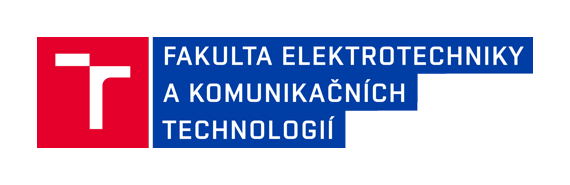 FAKULTA ELEKTROTECHNIKY
A KOMUNIKAČNÍCH
TECHNOLOGIÍ